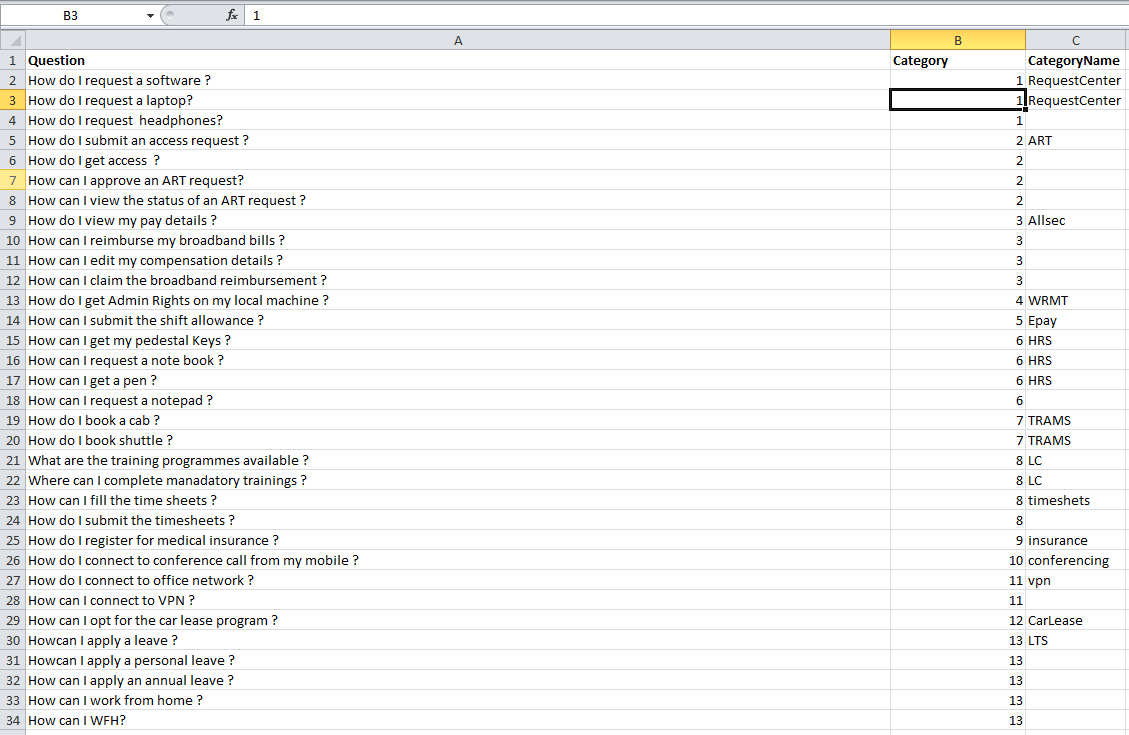 B3 fx 1
A B C
1 Question Category CategoryName
2 How do I request a software ? 1 RequestCenter
3 How do I request a laptop? 1 RequestCenter
4 How do I request  headphones? 1
5 How do I submit an access request ? 2 ART
6 How do I get access  ? 2
7 How can I approve an ART request? 2
8 How can I view the status of an ART request ? 2
9 How do I view my pay details ? 3 Allsec
10 How can I reimburse my broadband bills ? 3
11 How can I edit my compensation details ? 3
12 How can I claim the broadband reimbursement ? 3
13 How do I get Admin Rights on my local machine ? 4 WRMT
14 How can I submit the shift allowance ? 5 Epay
15 How can I get my pedestal Keys ? 6 HRS
16 How can I request a note book ? 6 HRS
17 How can I get a pen ? 6 HRS
18 How can I request a notepad ? 6
19 How do I book a cab ? 7 TRAMS
20 How do I book shuttle ? 7 TRAMS
21 What are the training programmes available ? 8 LC
22 Where can I complete manadatory trainings ? 8 LC
23 How can I fill the time sheets ? 8 timeshets
24 How do I submit the timesheets ? 8
25 How do I register for medical insurance ? 9 insurance
26 How do I connect to conference call from my mobile ? 10 conferencing
27 How do I connect to office network ? 11 vpn
28 How can I connect to VPN ? 11
29 How can I opt for the car lease program ? 12 CarLease
30 Howcan I apply a leave ? 13 LTS
31 Howcan I apply a personal leave ? 13
32 How can I apply an annual leave ? 13
33 How can I work from home ? 13
34 How can I WFH? 13